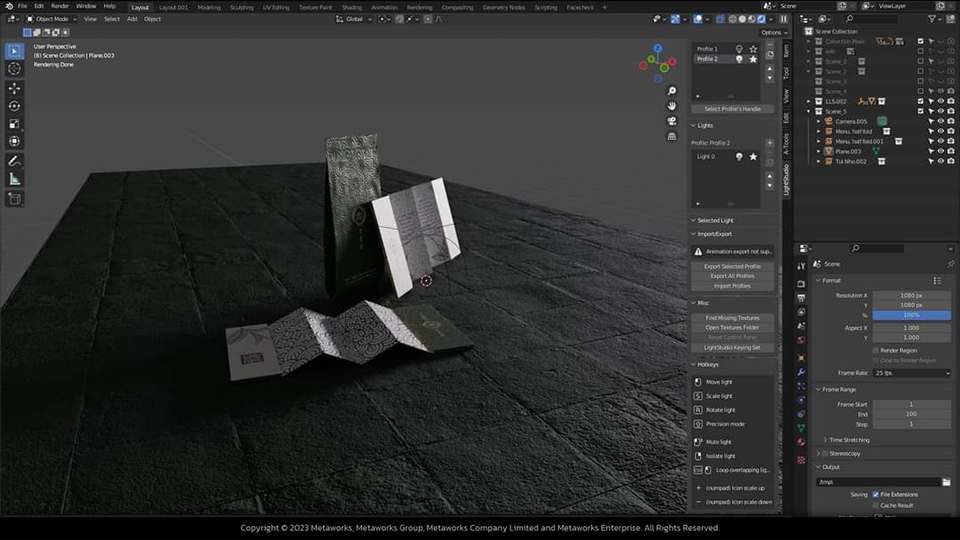 File Edit Render Window Help Layout Layout.001 Modeling Sculpting UV Editing Texture Paint Shading Animation Rendering Compositing Geometry Nodes Scripting Facecheck Scene ViewLayer
Object Mode View Select Add Object Global
Options
User Perspective
(8) Scene Collection | Plane.003
Rendering Done
Profile 1
Profile 2
Select Profile's Handle
Lights
Profile: Profile 2
Light 0
Selected Light
Import/Export
Animation export not sup..
Export Selected Profile
Export All Profiles
Import Profiles
Misc
Find Missing Textures
Open Textures Folder
Reset Control Panel
LightStudio Keying Set
Hotkeys
Move light
Scale light
Rotate light
Precision mode
Mute light
Isolate light
Loop overlapping lig..
(numpad) Icon scale up
(numpad) Icon scale down
Item
Tool
View
Edit
A-Tools
LightStudio
Scene Collection
edit
Scene_1
Scene_2
Scene_3
Scene_4
LLS.002
Scene_5
Camera.005
Menu. half fold
Menu. half fold.001
Plane.003
Tui Nho.002
Scene
Format
Resolution X 1080 px
Y 1080 px
% 100%
Aspect X 1.000
Y 1.000
Render Region
Crop to Render Region
Frame Rate 25 fps
Frame Range
Frame Start 1
End 100
Step 1
Time Stretching
Stereoscopy
Output
/tmp\
Saving File Extensions
Cache Result
Copyright © 2023 Metaworks, Metaworks Group, Metaworks Company Limited and Metaworks Enterprise. All Rights Reserved.